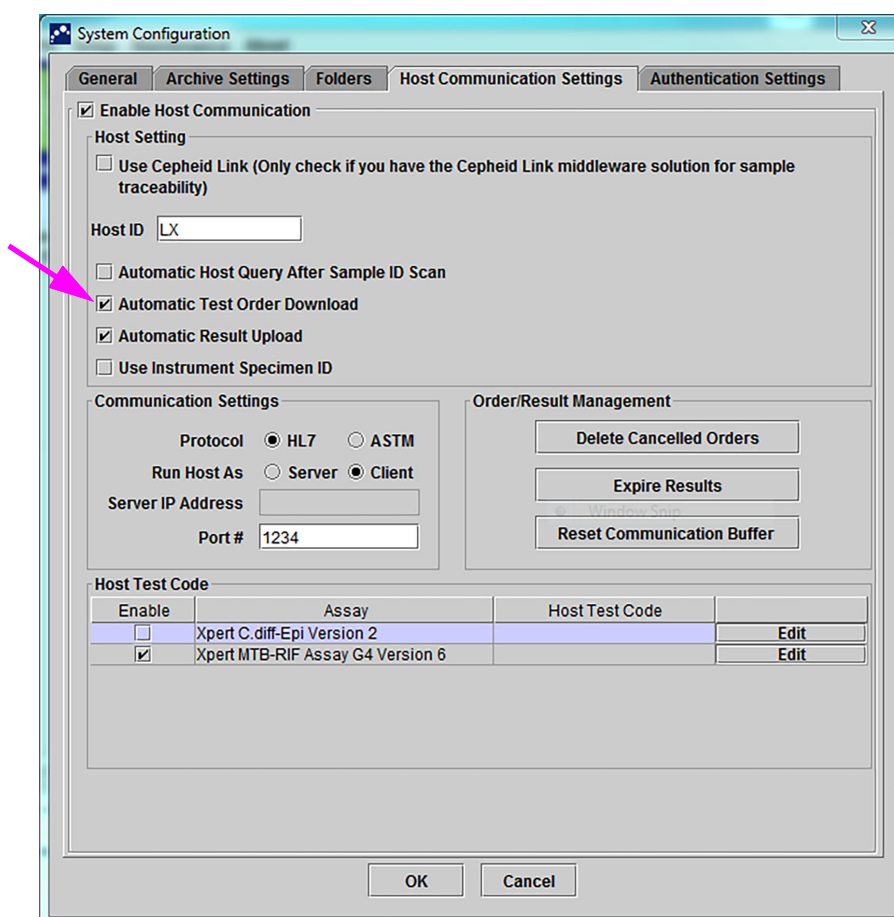 System Configuration
General Archive Settings Folders Host Communication Settings Authentication Settings
Enable Host Communication
Host Setting
Use Cepheid Link (Only check if you have the Cepheid Link middleware solution for sample
traceability)
Host ID LX
Automatic Host Query After Sample ID Scan
Automatic Test Order Download
Automatic Result Upload
Use Instrument Specimen ID
Communication Settings
Protocol HL7 ASTM
Run Host As Server Client
Server IP Address
Port # 1234
Order/Result Management
Delete Cancelled Orders
Expire Results
Window Snip
Reset Communication Buffer
Host Test Code
Enable Assay Host Test Code
Xpert C.diff-Epi Version 2 Edit
Xpert MTB-RIF Assay G4 Version 6 Edit
OK Cancel